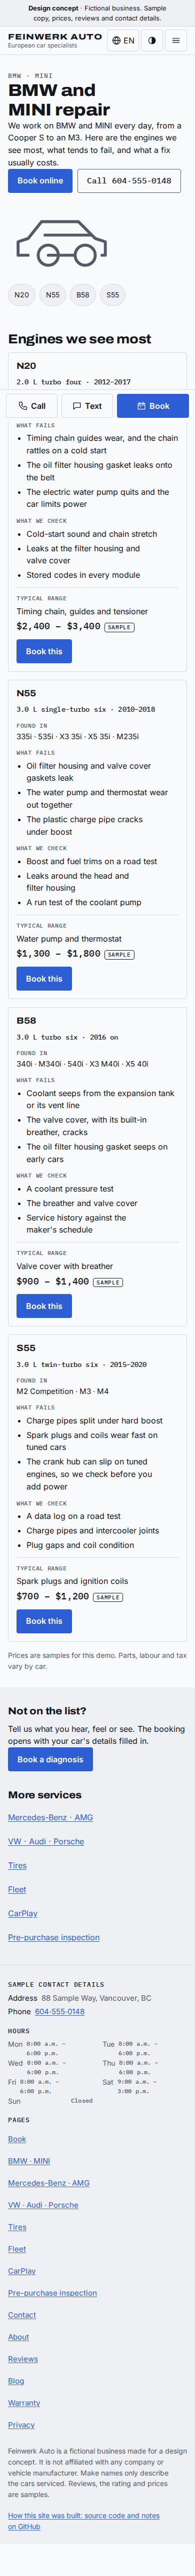 Design concept · Fictional business. Sample
copy, prices, reviews and contact details.
FEINWERK AUTO
European car specialists
EN
BMW · MINI
BMW and
MINI repair
We work on BMW and MINI every day, from a
Cooper S to an M3. Here are the engines we
see most, what tends to fail, and what a fix
usually costs.
Book online
Call 604-555-0148
N20
N55
B58
S55
Engines we see most
N20
2.0 L turbo four · 2012–2017
Call
Text
Book
WHAT FAILS
Timing chain guides wear, and the chain
rattles on a cold start
The oil filter housing gasket leaks onto
the belt
The electric water pump quits and the
car limits power
WHAT WE CHECK
Cold-start sound and chain stretch
Leaks at the filter housing and
valve cover
Stored codes in every module
TYPICAL RANGE
Timing chain, guides and tensioner
$2,400 – $3,400 SAMPLE
Book this
N55
3.0 L single-turbo six · 2010–2018
FOUND IN
335i · 535i · X3 35i · X5 35i · M235i
WHAT FAILS
Oil filter housing and valve cover
gaskets leak
The water pump and thermostat wear
out together
The plastic charge pipe cracks
under boost
WHAT WE CHECK
Boost and fuel trims on a road test
Leaks around the head and
filter housing
A run test of the coolant pump
TYPICAL RANGE
Water pump and thermostat
$1,300 – $1,800 SAMPLE
Book this
B58
3.0 L turbo six · 2016 on
FOUND IN
340i · M340i · 540i · X3 M40i · X5 40i
WHAT FAILS
Coolant seeps from the expansion tank
or its vent line
The valve cover, with its built-in
breather, cracks
The oil filter housing gasket seeps on
early cars
WHAT WE CHECK
A coolant pressure test
The breather and valve cover
Service history against the
maker's schedule
TYPICAL RANGE
Valve cover with breather
$900 – $1,400 SAMPLE
Book this
S55
3.0 L twin-turbo six · 2015–2020
FOUND IN
M2 Competition · M3 · M4
WHAT FAILS
Charge pipes split under hard boost
Spark plugs and coils wear fast on
tuned cars
The crank hub can slip on tuned
engines, so we check before you
add power
WHAT WE CHECK
A data log on a road test
Charge pipes and intercooler joints
Plug gaps and coil condition
TYPICAL RANGE
Spark plugs and ignition coils
$700 – $1,200 SAMPLE
Book this
Prices are samples for this demo. Parts, labour and tax
vary by car.
Not on the list?
Tell us what you hear, feel or see. The booking
opens with your car's details filled in.
Book a diagnosis
More services
Mercedes-Benz · AMG
VW · Audi · Porsche
Tires
Fleet
CarPlay
Pre-purchase inspection
SAMPLE CONTACT DETAILS
Address 88 Sample Way, Vancouver, BC
Phone 604-555-0148
HOURS
Mon 8:00 a.m. – 6:00 p.m.
Tue 8:00 a.m. – 6:00 p.m.
Wed 8:00 a.m. – 6:00 p.m.
Thu 8:00 a.m. – 6:00 p.m.
Fri 8:00 a.m. – 6:00 p.m.
Sat 9:00 a.m. – 3:00 p.m.
Sun Closed
PAGES
Book
BMW · MINI
Mercedes-Benz · AMG
VW · Audi · Porsche
Tires
Fleet
CarPlay
Pre-purchase inspection
Contact
About
Reviews
Blog
Warranty
Privacy
Feinwerk Auto is a fictional business made for a design
concept. It is not affiliated with any company or
vehicle manufacturer. Make names only describe
the cars serviced. Reviews, the rating and prices
are samples.
How this site was built: source code and notes
on GitHub